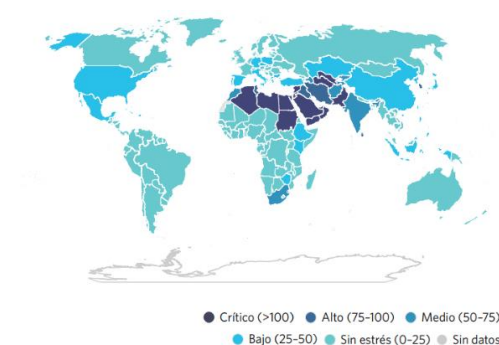 Crítico (>100) Alto (75-100) Medio (50-75)
Bajo (25-50) Sin estrés (0-25) Sin datos